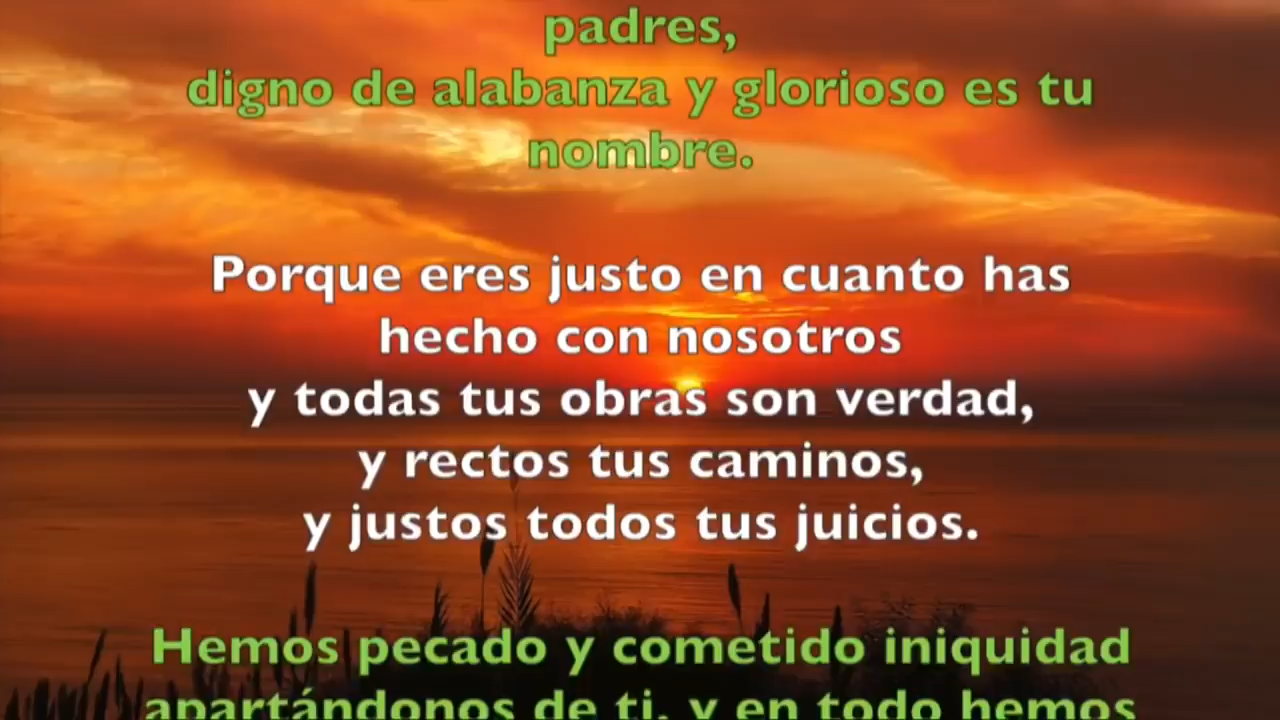 padres,
digno de alabanza y glorioso es tu
nombre.
Porque eres justo en cuanto has
hecho con nosotros
y todas tus obras son verdad,
y rectos tus caminos,
y justos todos tus juicios.
Hemos pecado y cometido iniquidad
apartándonos de ti, y en todo hemos